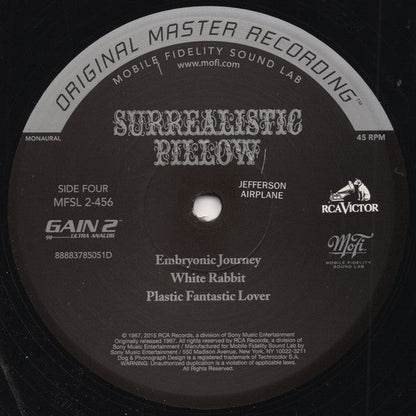 ORIGINAL MASTER RECORDING™
MOBILE FIDELITY SOUND LAB
www.mofi.com
MONAURAL
45 RPM
SURREALISTIC
PILLOW
SIDE FOUR
MFSL 2-456
JEFFERSON
AIRPLANE
RCAVICTOR
GAIN 2™
ULTRA ANALOG
MoFi
MOBILE FIDELITY
SOUND LAB
88883785051D
Embryonic Journey
White Rabbit
Plastic Fantastic Lover
© 1967, 2015 RCA Records, a division of Sony Music Entertainment
Originally released 1967. All rights reserved by RCA Records, a division of
Sony Music Entertainment / Manufactured for Mobile Fidelity Sound Lab by
Sony Music Entertainment / 550 Madison Avenue, New York, NY 10022-3211
Dog & Phonograph Design is a registered trademark of Technicolor S.A.
WARNING: Unauthorized duplication is a violation of applicable laws.
All Rights Reserved.